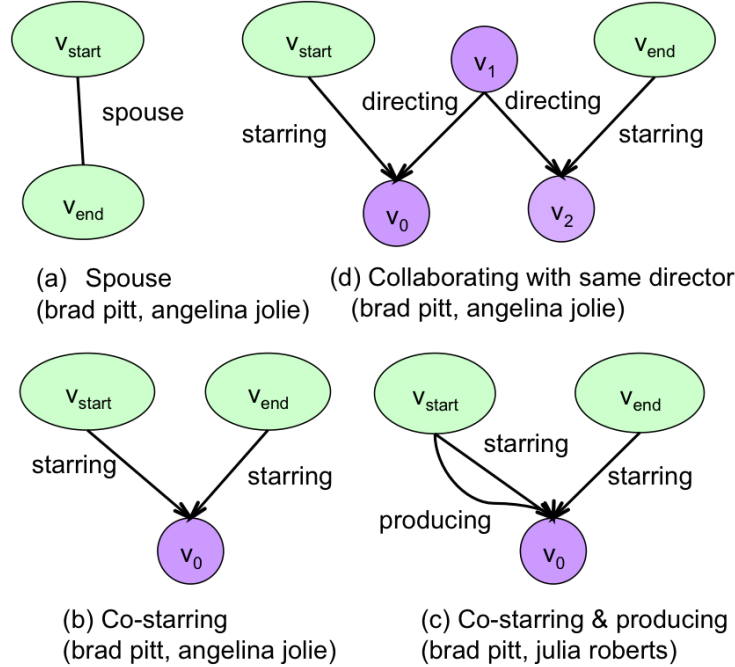 v_start
spouse
v_end
(a) Spouse
(brad pitt, angelina jolie)
v_start
v_1
v_end
directing
directing
starring
starring
v_0
v_2
(d) Collaborating with same director
(brad pitt, angelina jolie)
v_start
v_end
starring
starring
v_0
(b) Co-starring
(brad pitt, angelina jolie)
v_start
v_end
starring
starring
producing
v_0
(c) Co-starring & producing
(brad pitt, julia roberts)